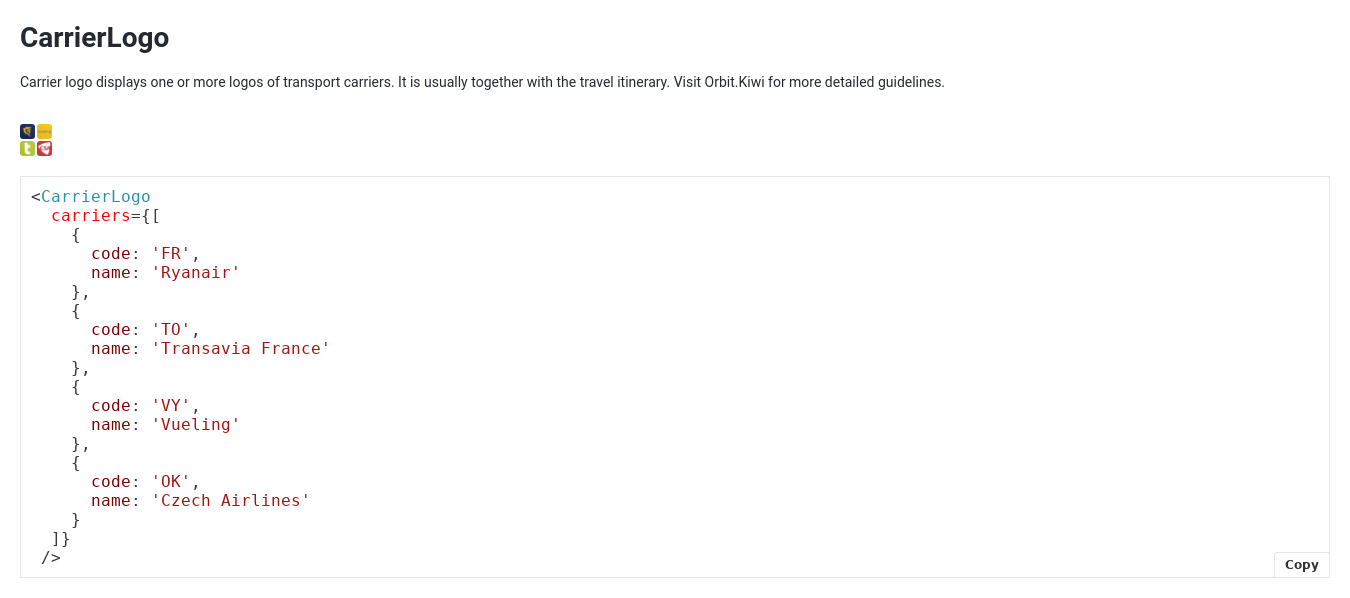 CarrierLogo
Carrier logo displays one or more logos of transport carriers. It is usually together with the travel itinerary. Visit Orbit.Kiwi for more detailed guidelines.
<CarrierLogo
  carriers={[
    {
      code: 'FR',
      name: 'Ryanair'
    },
    {
      code: 'TO',
      name: 'Transavia France'
    },
    {
      code: 'VY',
      name: 'Vueling'
    },
    {
      code: 'OK',
      name: 'Czech Airlines'
    }
  ]}
 />
Copy